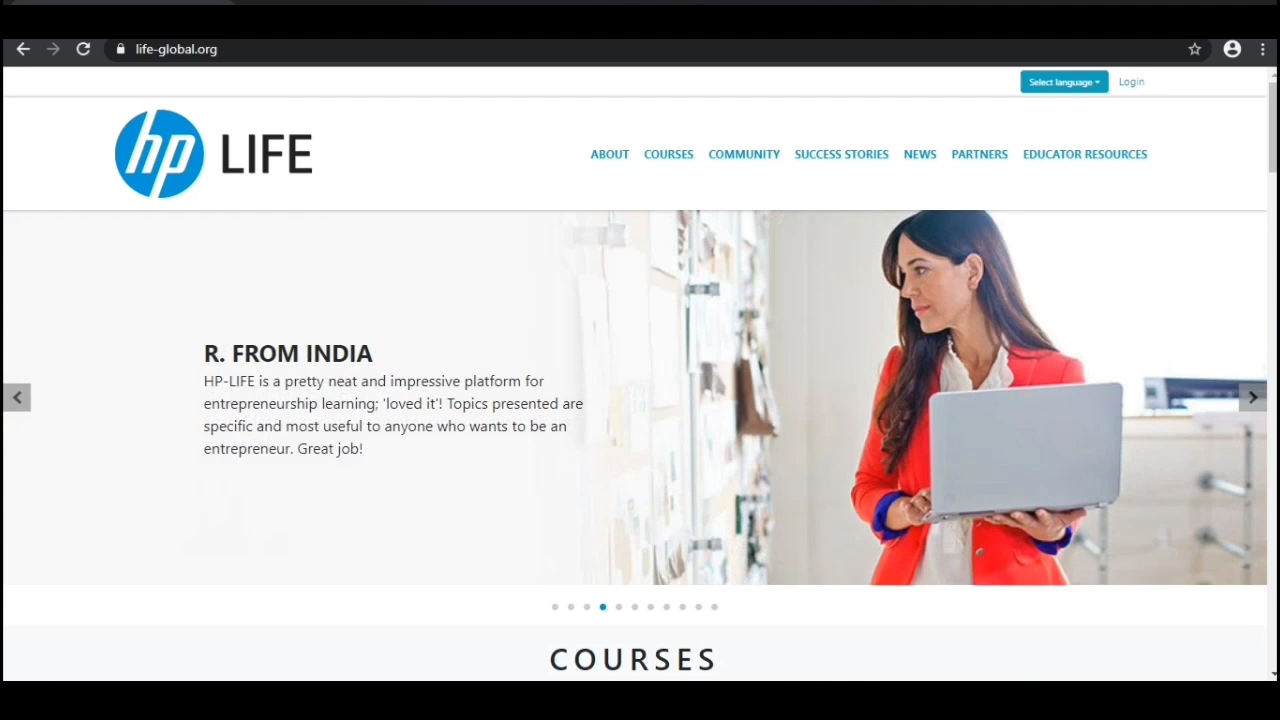 life-global.org
Select language
Login
hp LIFE
ABOUT COURSES COMMUNITY SUCCESS STORIES NEWS PARTNERS EDUCATOR RESOURCES
R. FROM INDIA
HP-LIFE is a pretty neat and impressive platform for
entrepreneurship learning; 'loved it'! Topics presented are
specific and most useful to anyone who wants to be an
entrepreneur. Great job!
COURSES